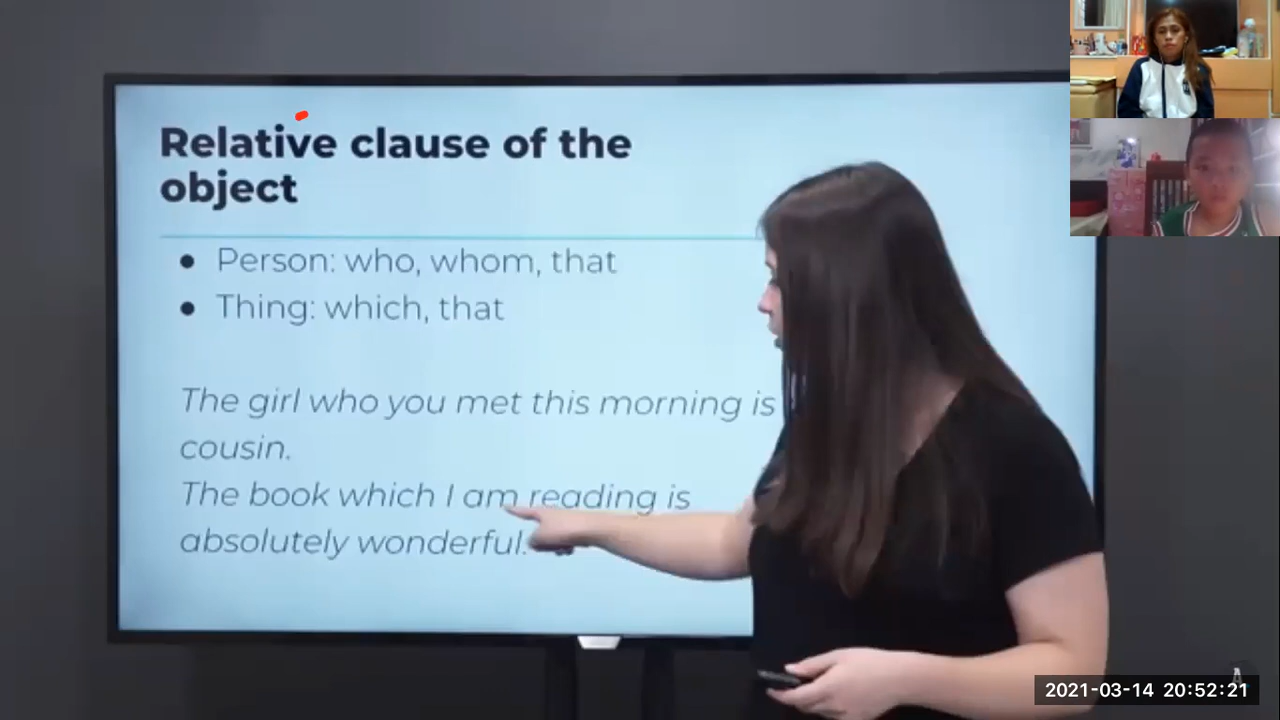 Relative clause of the
object
● Person: who, whom, that
● Thing: which, that
The girl who you met this morning is
cousin.
The book which I am reading is
absolutely wonderful.
2021-03-14 20:52:21